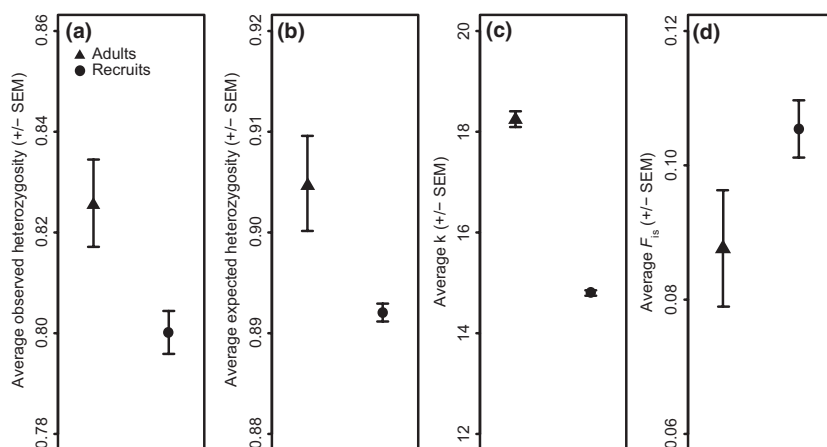 (a)
▲ Adults
● Recruits
Average observed heterozygosity (+/− SEM)
0.86
0.84
0.82
0.80
0.78
(b)
Average expected heterozygosity (+/− SEM)
0.92
0.91
0.90
0.89
0.88
(c)
Average k (+/− SEM)
20
18
16
14
12
(d)
Average Fis (+/− SEM)
0.12
0.10
0.08
0.06